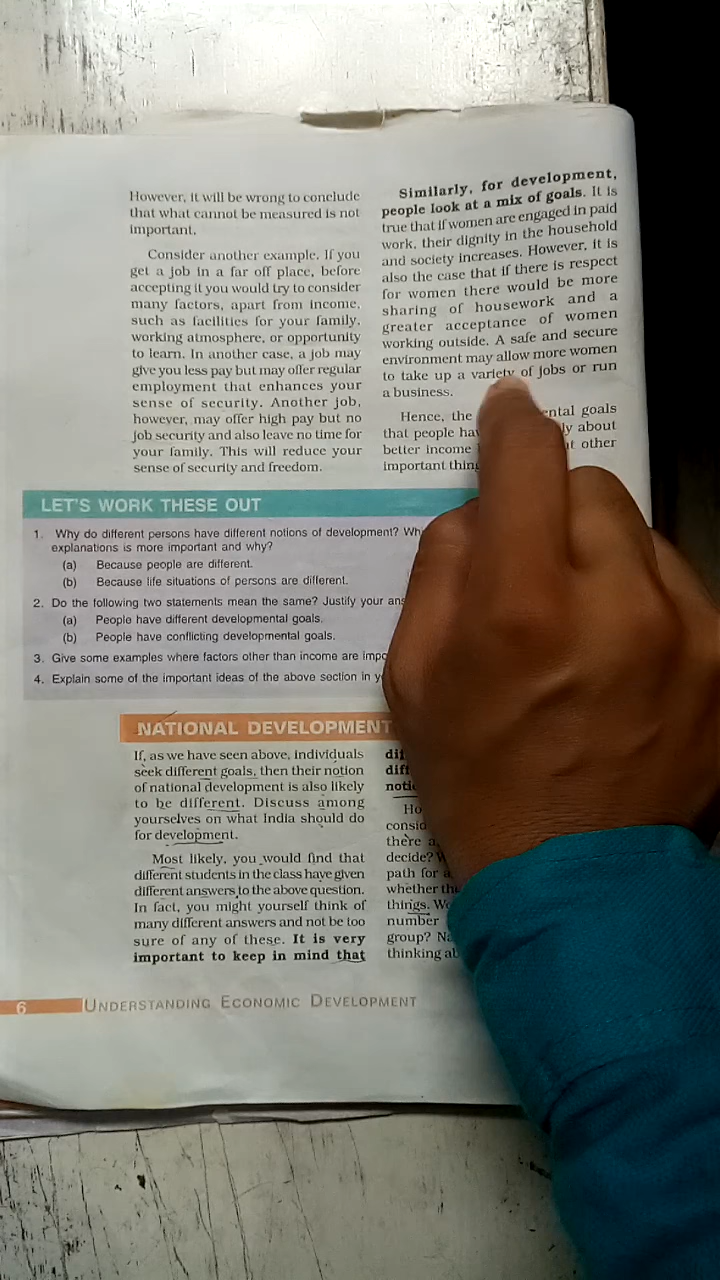 However, it will be wrong to conclude
that what cannot be measured is not
important.
Consider another example. If you
get a job in a far off place, before
accepting it you would try to consider
many factors, apart from income,
such as facilities for your family,
working atmosphere, or opportunity
to learn. In another case, a job may
give you less pay but may offer regular
employment that enhances your
sense of security. Another job,
however, may offer high pay but no
job security and also leave no time for
your family. This will reduce your
sense of security and freedom.
Similarly, for development,
people look at a mix of goals. It is
true that if women are engaged in paid
work, their dignity in the household
and society increases. However, it is
also the case that if there is respect
for women there would be more
sharing of housework and a
greater acceptance of women
working outside. A safe and secure
environment may allow more women
to take up a variety of jobs or run
a business.
Hence, the goals
that people about
better income other
important
LET'S WORK THESE OUT
1. Why do different persons have different notions of development?
explanations is more important and why?
(a) Because people are different.
(b) Because life situations of persons are different.
2. Do the following two statements mean the same? Justify your
(a) People have different developmental goals.
(b) People have conflicting developmental goals.
3. Give some examples where factors other than income are
4. Explain some of the important ideas of the above section in
NATIONAL DEVELOPMENT
If, as we have seen above, individuals
seek different goals, then their notion
of national development is also likely
to be different. Discuss among
yourselves on what India should do
for development.
Most likely, you would find that
different students in the class have given
different answers to the above question.
In fact, you might yourself think of
many different answers and not be too
sure of any of these. It is very
important to keep in mind that
decide?
path for
whether
things.
number
group?
thinking
6 UNDERSTANDING ECONOMIC DEVELOPMENT